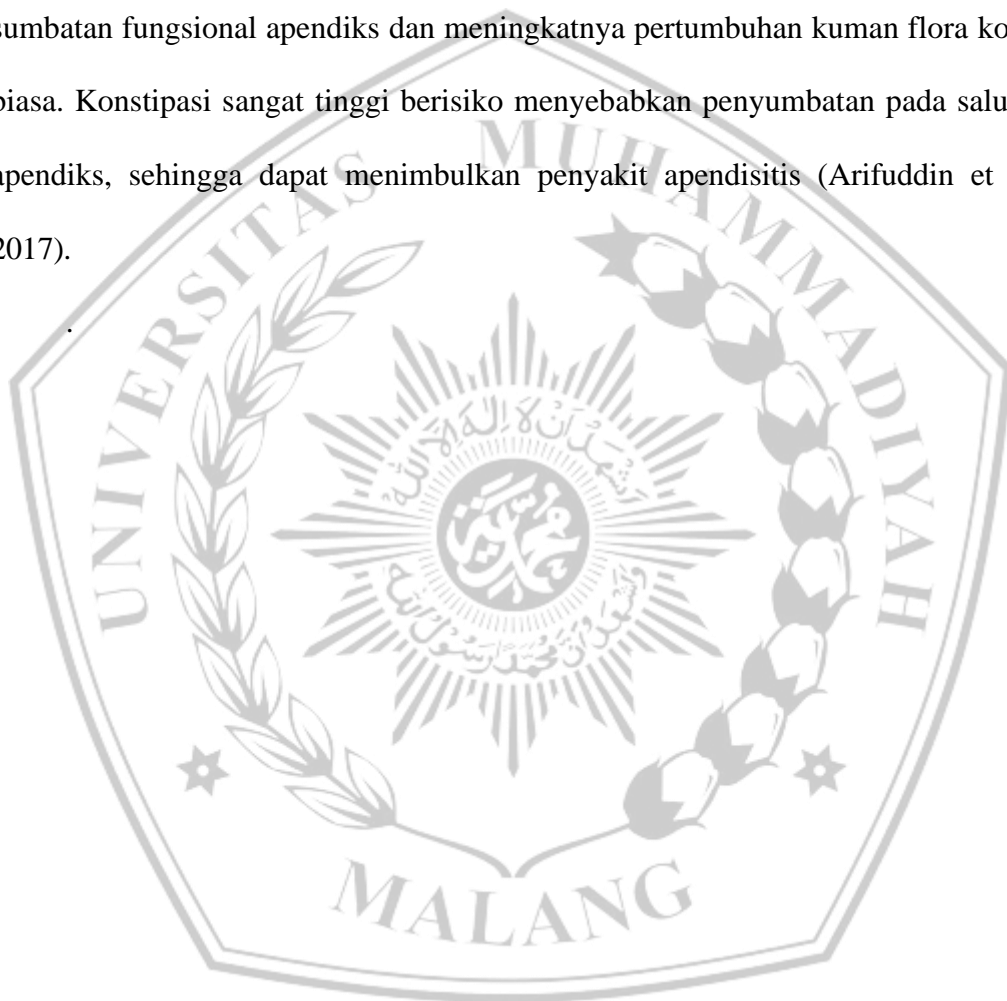 sumbatan fungsional apendiks dan meningkatnya pertumbuhan kuman flora ko
biasa. Konstipasi sangat tinggi berisiko menyebabkan penyumbatan pada salu
apendiks, sehingga dapat menimbulkan penyakit apendisitis (Arifuddin et
2017).
.
UNIVERSITAS MUHAMMADIYAH
MALANG